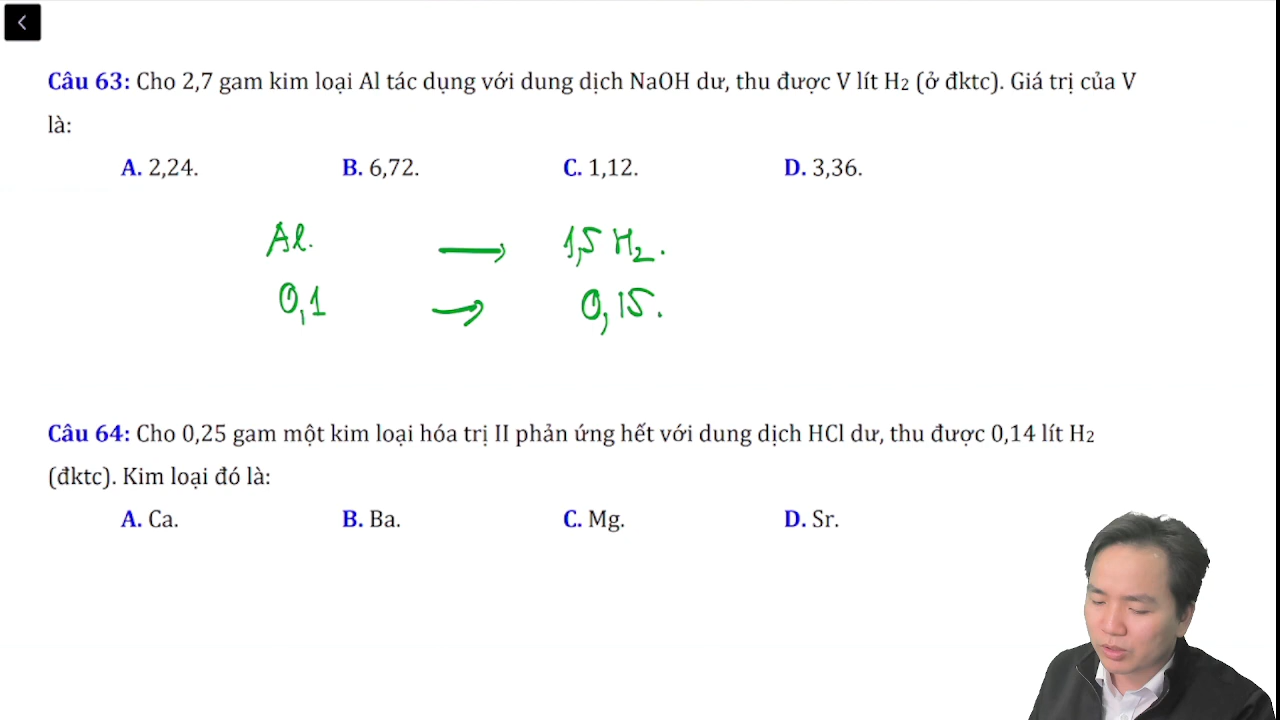 Câu 63: Cho 2,7 gam kim loại Al tác dụng với dung dịch NaOH dư, thu được V lít H2 (ở đktc). Giá trị của V
là:
A. 2,24. B. 6,72. C. 1,12. D. 3,36.
Al. → 1,5 H2.
0,1 → 0,15.
Câu 64: Cho 0,25 gam một kim loại hóa trị II phản ứng hết với dung dịch HCl dư, thu được 0,14 lít H2
(đktc). Kim loại đó là:
A. Ca. B. Ba. C. Mg. D. Sr.